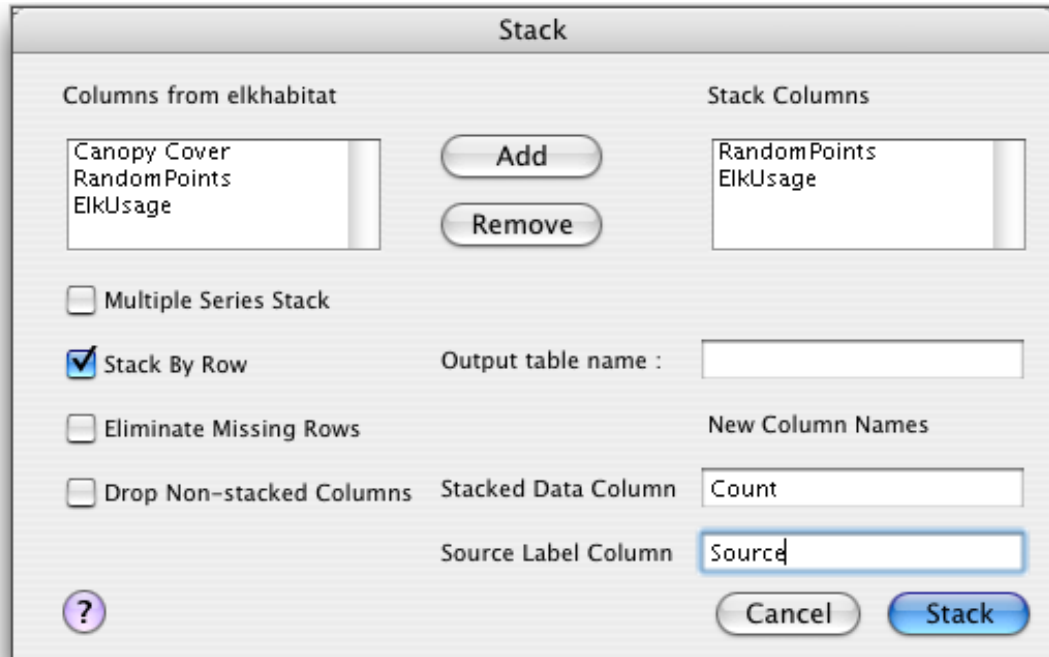 Stack
Columns from elkhabitat
Stack Columns
Canopy Cover
RandomPoints
ElkUsage
Add
Remove
RandomPoints
ElkUsage
Multiple Series Stack
Stack By Row
Output table name :
Eliminate Missing Rows
New Column Names
Drop Non-stacked Columns
Stacked Data Column
Count
Source Label Column
Source
?
Cancel
Stack